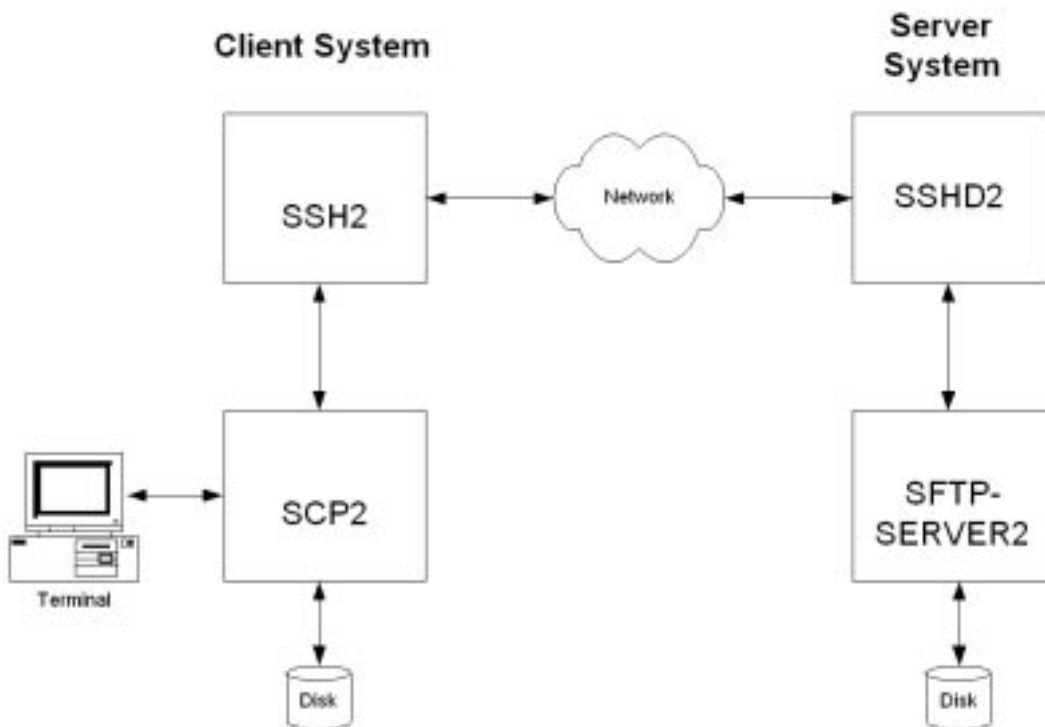 Client System
Server
System
SSH2
Network
SSHD2
SCP2
SFTP-
SERVER2
Terminal
Disk
Disk